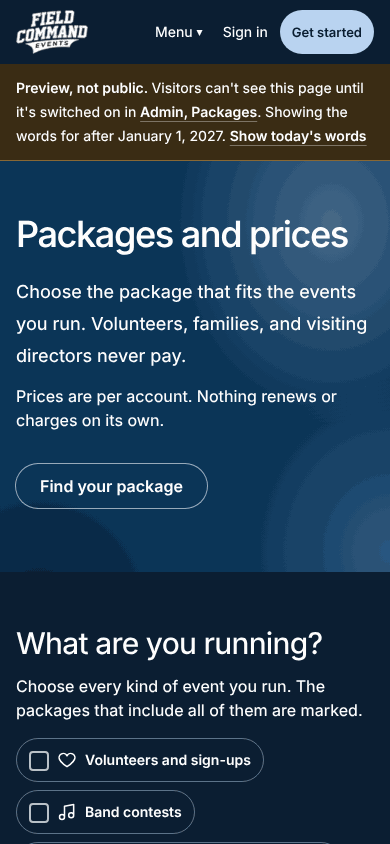 FIELD
COMMAND
EVENTS
Menu ▾
Sign in
Get started
Preview, not public. Visitors can't see this page until
it's switched on in Admin, Packages. Showing the
words for after January 1, 2027. Show today's words
Packages and prices
Choose the package that fits the events
you run. Volunteers, families, and visiting
directors never pay.
Prices are per account. Nothing renews or
charges on its own.
Find your package
What are you running?
Choose every kind of event you run. The
packages that include all of them are marked.
Volunteers and sign-ups
Band contests